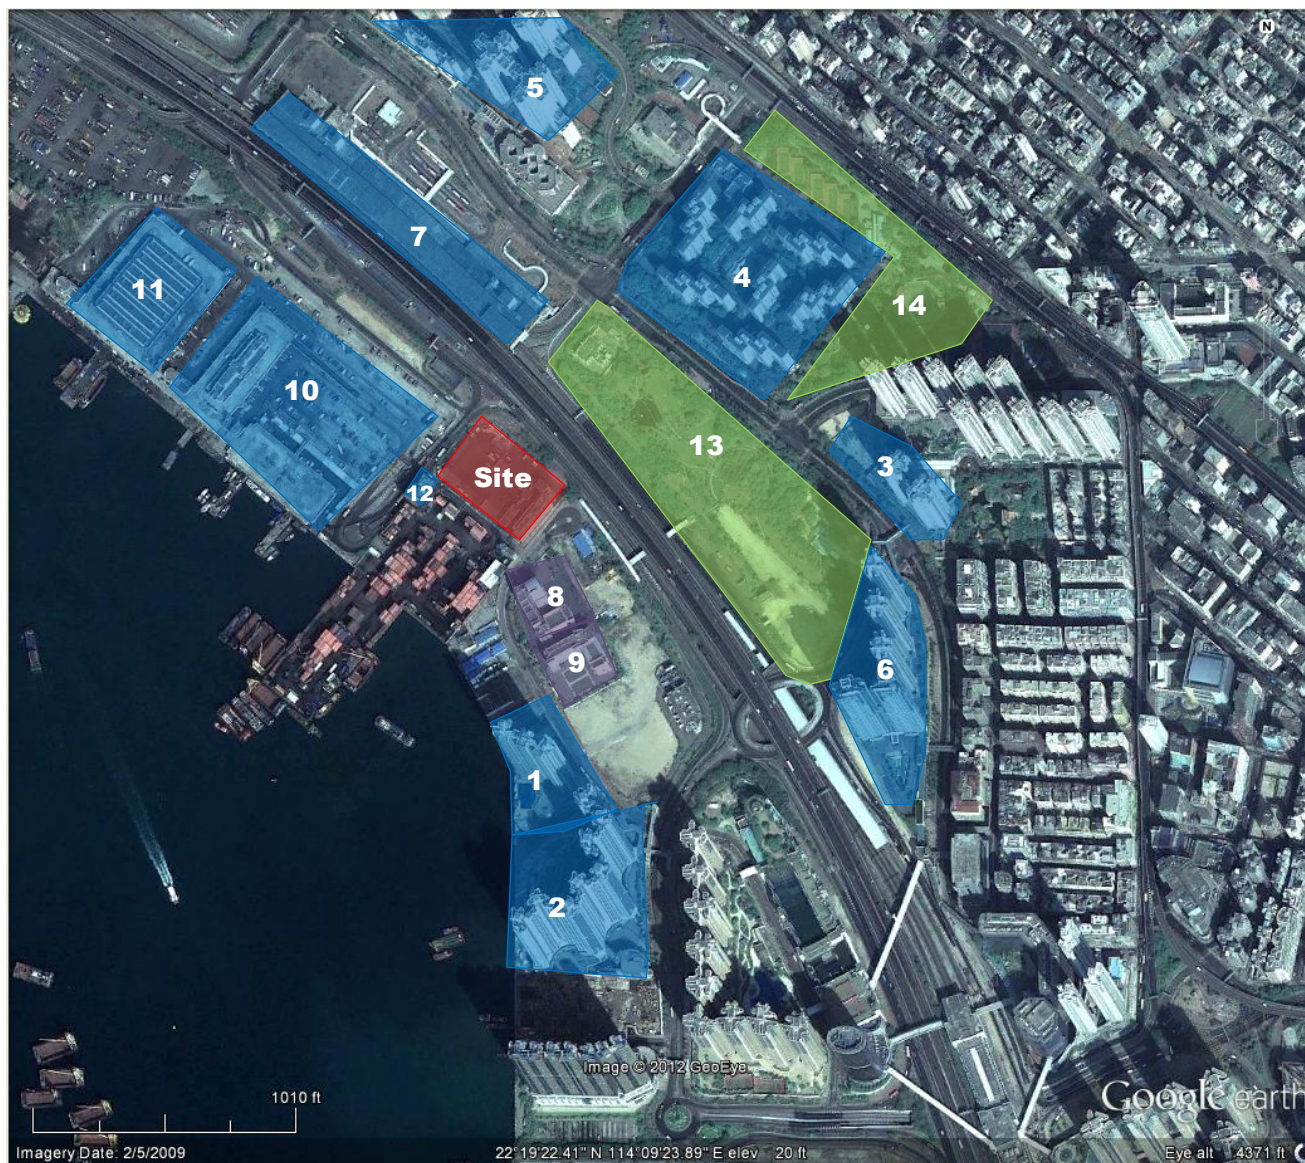 N
5
7
4
11
14
10
13
3
Site
12
8
9
6
1
2
Image © 2012 GeoEye
1010 ft
Google earth
Imagery Date: 2/5/2009
22°19'22.41" N 114°09'23.89" E elev 20 ft
Eye alt 4371 ft